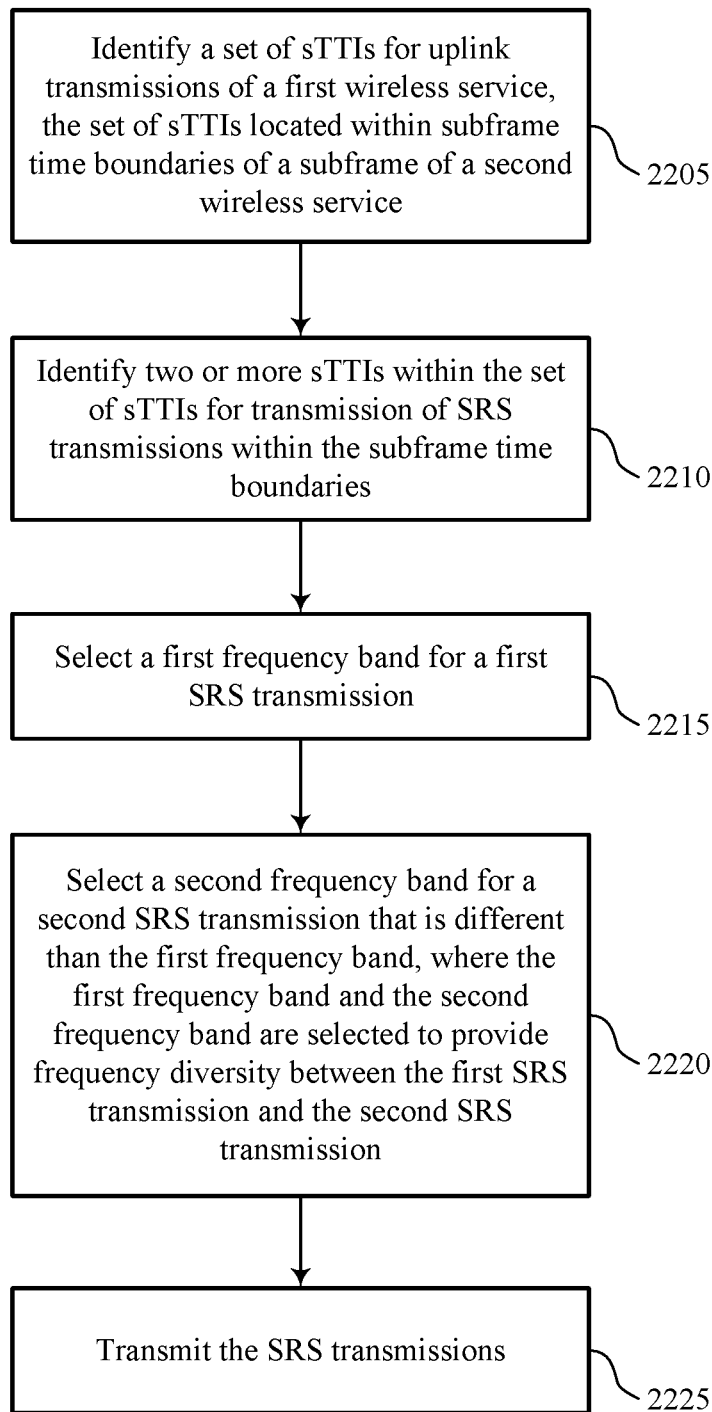 Identify a set of sTTIs for uplink
transmissions of a first wireless service,
the set of sTTIs located within subframe
time boundaries of a subframe of a second
wireless service
2205
Identify two or more sTTIs within the set
of sTTIs for transmission of SRS
transmissions within the subframe time
boundaries
2210
Select a first frequency band for a first
SRS transmission
2215
Select a second frequency band for a
second SRS transmission that is different
than the first frequency band, where the
first frequency band and the second
frequency band are selected to provide
frequency diversity between the first SRS
transmission and the second SRS
transmission
2220
Transmit the SRS transmissions
2225